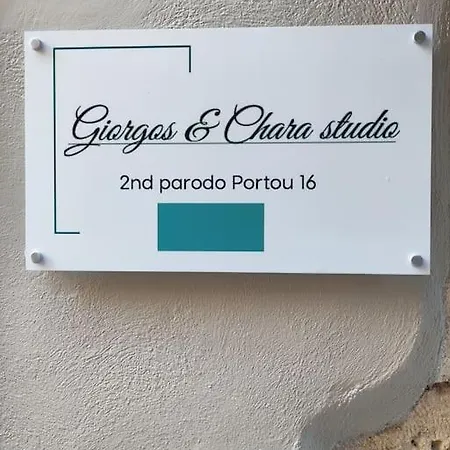 Giorgos & Chara studio
2nd parodo Portou 16